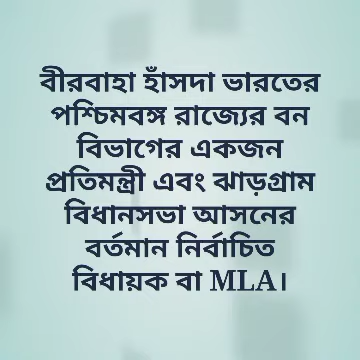 বীরবাহা হাঁসদা ভারতের
পশ্চিমবঙ্গ রাজ্যের বন
বিভাগের একজন
প্রতিমন্ত্রী এবং ঝাড়গ্রাম
বিধানসভা আসনের
বর্তমান নির্বাচিত
বিধায়ক বা MLA।